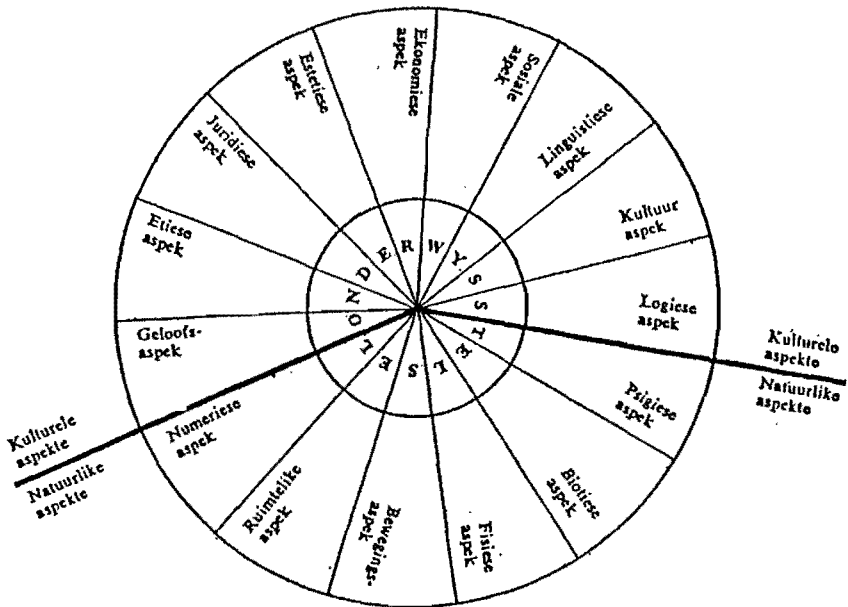 Ekonomiese
aspek
Sosiale
aspek
Linguistiese
aspek
Kultuur
aspek
Logiese
aspek
Kulturele
aspekte
Natuurlike
aspekte
Psigiese
aspek
Biotiese
aspek
Fisiese
aspek
Bewegings-
aspek
Ruimtelike
aspek
Numeriese
aspek
Kulturele
aspekte
Natuurlike
aspekte
Geloofs-
aspek
Etiese
aspek
Juridiese
aspek
Estetiese
aspek
ONDERWYSSTELSEL